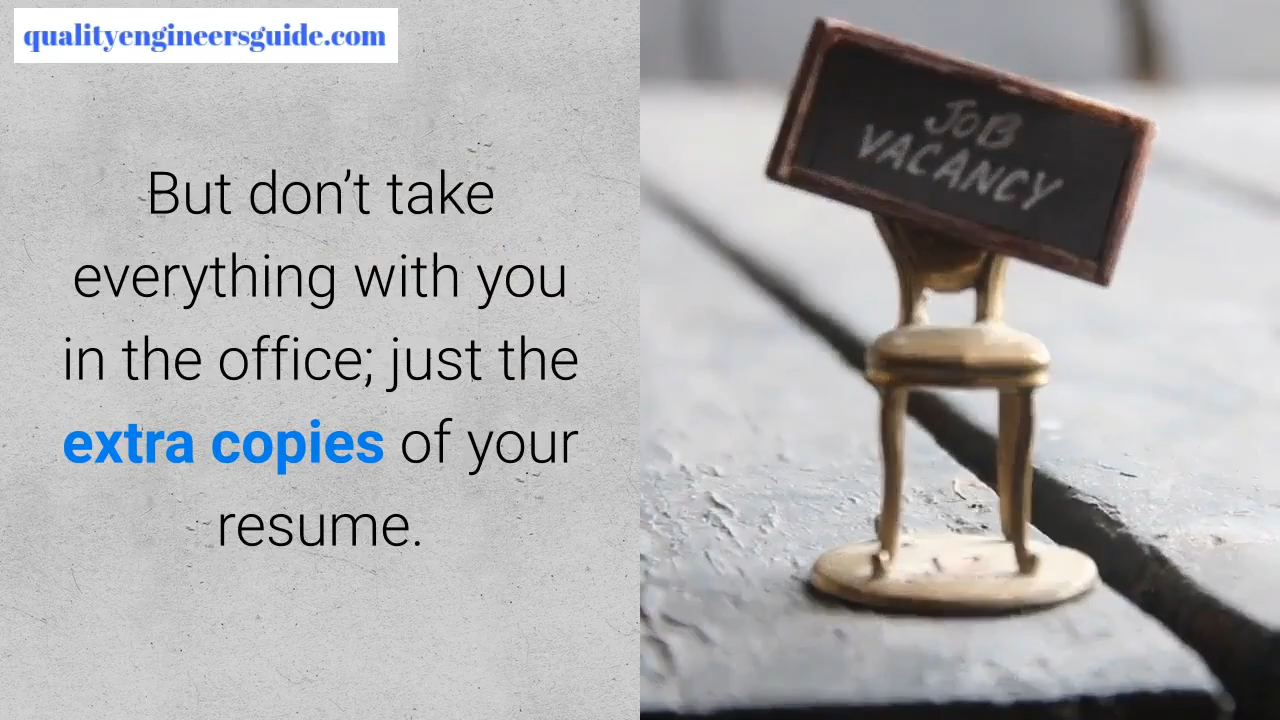 qualityengineersguide.com
But don’t take
everything with you
in the office; just the
extra copies of your
resume.
JOB
VACANCY